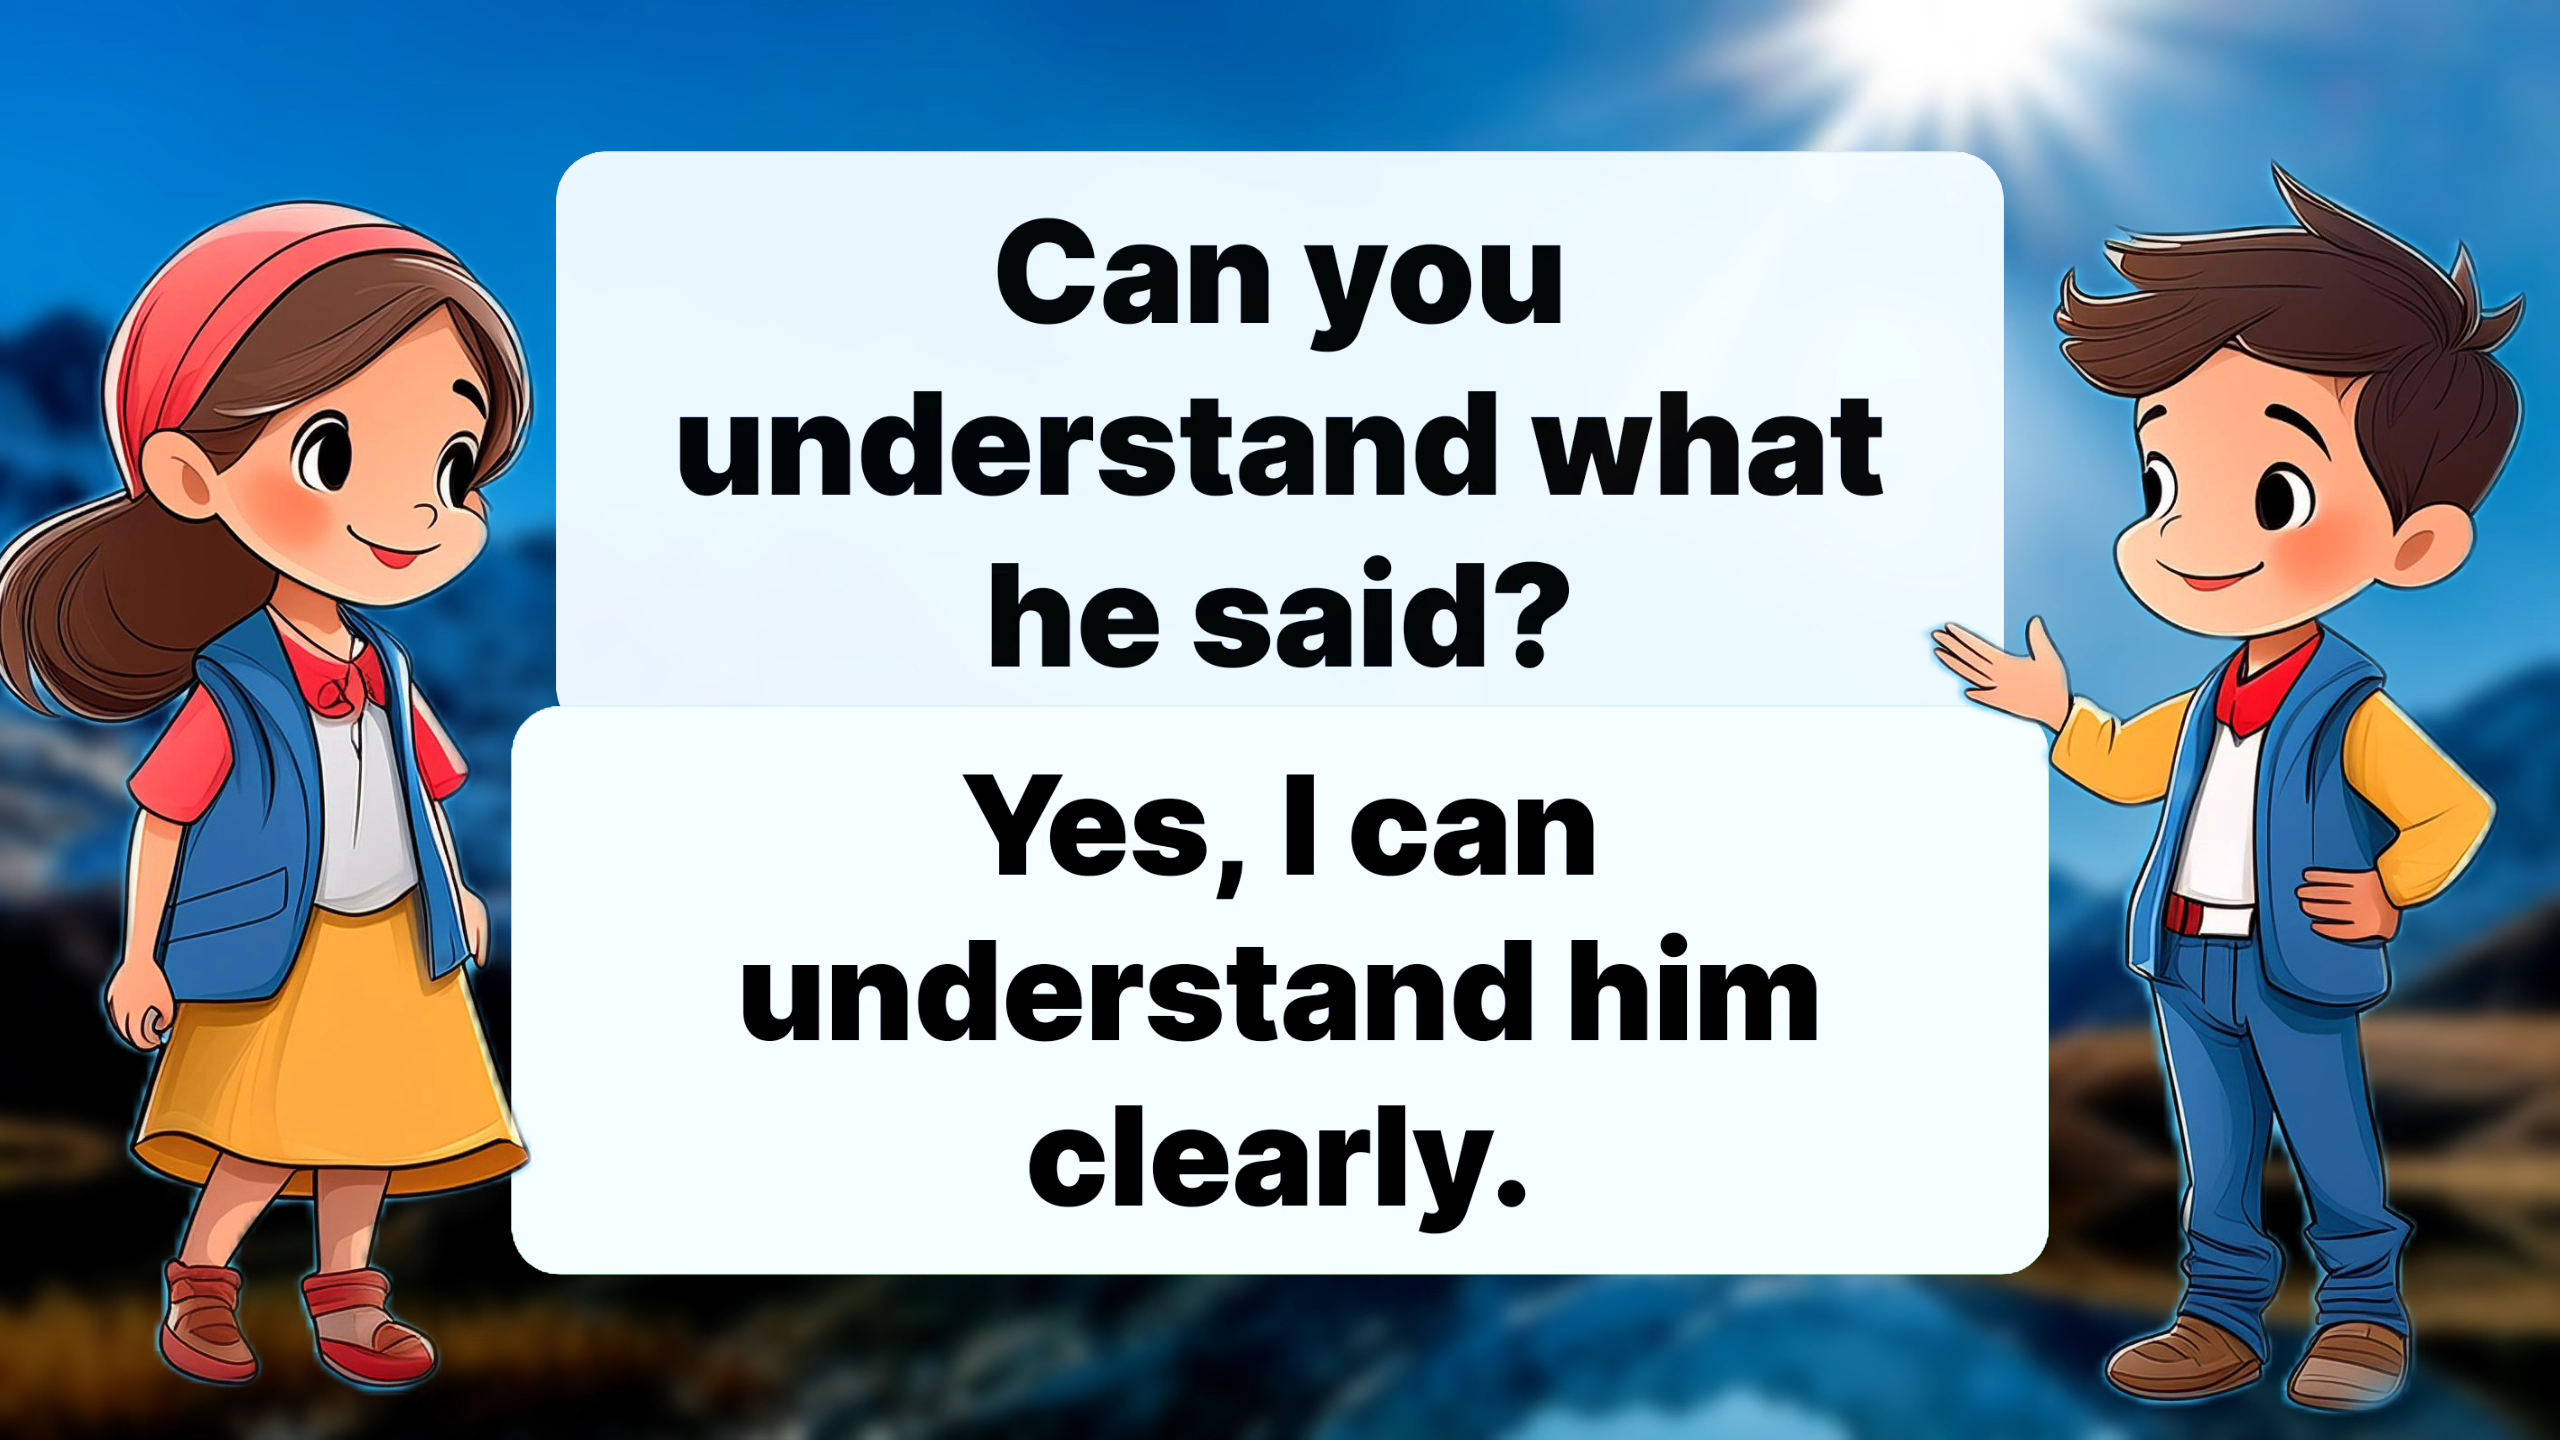 Can you
understand what
he said?
Yes, I can
understand him
clearly.